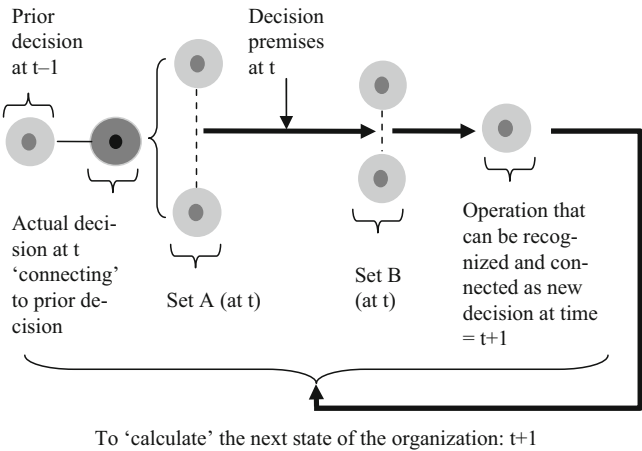 Prior
decision
at t–1
Decision
premises
at t
Actual deci-
sion at t
‘connecting’
to prior de-
cision
Set A (at t)
Set B
(at t)
Operation that
can be recog-
nized and con-
nected as new
decision at time
= t+1
To ‘calculate’ the next state of the organization: t+1